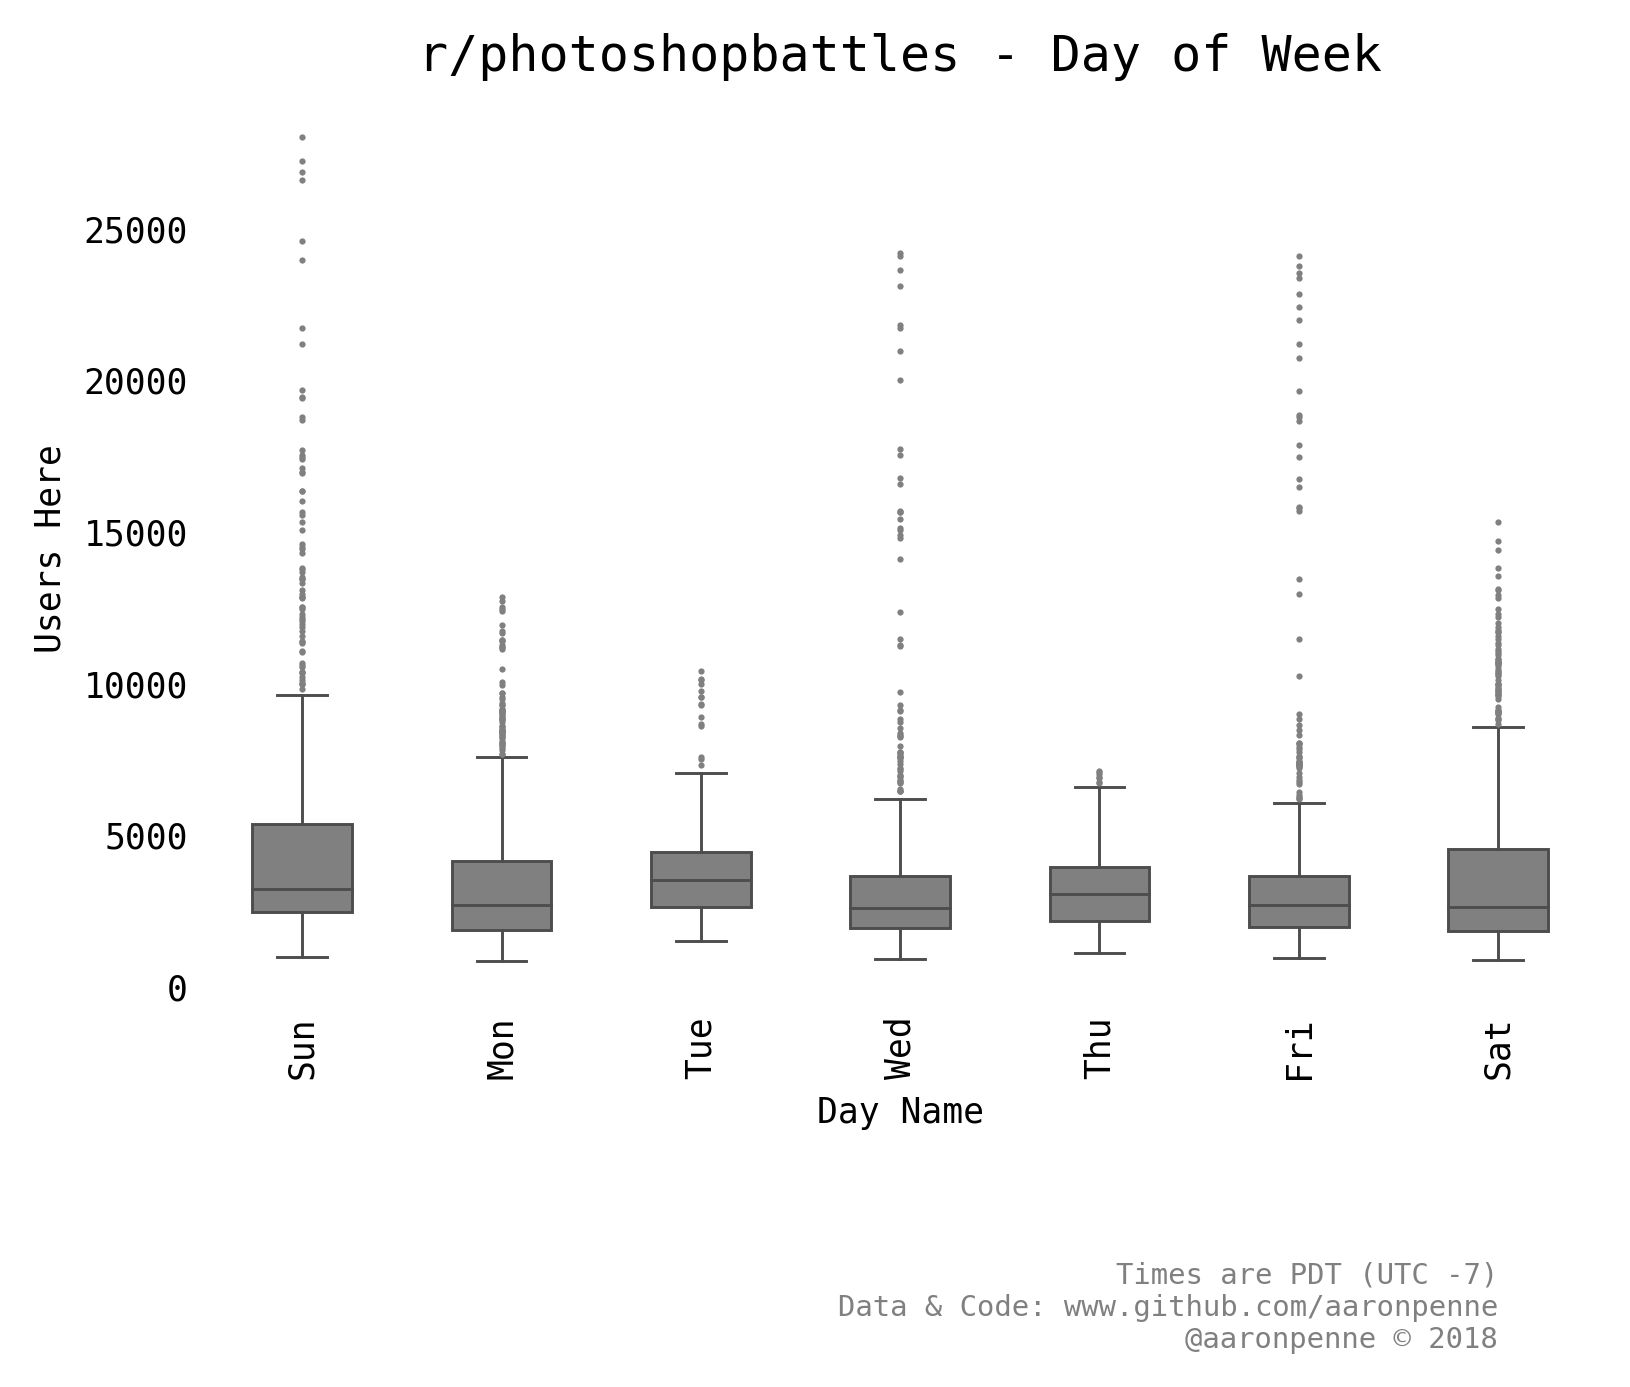 r/photoshopbattles - Day of Week
25000
20000
15000
10000
5000
0
Users Here
Sun
Mon
Tue
Wed
Thu
Fri
Sat
Day Name
Times are PDT (UTC -7)
Data & Code: www.github.com/aaronpenne
@aaronpenne © 2018